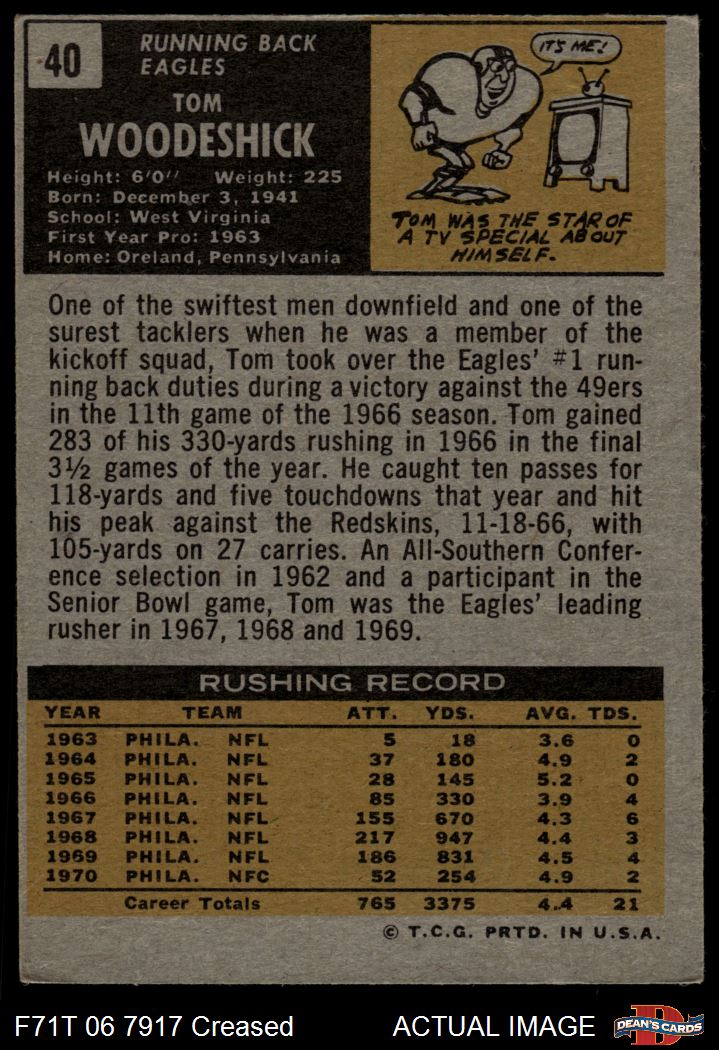 40
RUNNING BACK
EAGLES
TOM
WOODESHICK
Height: 6'0'' Weight: 225
Born: December 3, 1941
School: West Virginia
First Year Pro: 1963
Home: Oreland, Pennsylvania
IT'S ME!
TOM WAS THE STAR OF
A TV SPECIAL ABOUT
HIMSELF.
One of the swiftest men downfield and one of the
surest tacklers when he was a member of the
kickoff squad, Tom took over the Eagles' #1 run-
ning back duties during a victory against the 49ers
in the 11th game of the 1966 season. Tom gained
283 of his 330-yards rushing in 1966 in the final
3½ games of the year. He caught ten passes for
118-yards and five touchdowns that year and hit
his peak against the Redskins, 11-18-66, with
105-yards on 27 carries. An All-Southern Confer-
ence selection in 1962 and a participant in the
Senior Bowl game, Tom was the Eagles' leading
rusher in 1967, 1968 and 1969.
RUSHING RECORD
YEAR TEAM ATT. YDS. AVG. TDS.
1963 PHILA. NFL 5 18 3.6 0
1964 PHILA. NFL 37 180 4.9 2
1965 PHILA. NFL 28 145 5.2 0
1966 PHILA. NFL 85 330 3.9 4
1967 PHILA. NFL 155 670 4.3 6
1968 PHILA. NFL 217 947 4.4 3
1969 PHILA. NFL 186 831 4.5 4
1970 PHILA. NFC 52 254 4.9 2
Career Totals 765 3375 4.4 21
© T.C.G. PRTD. IN U.S.A.
F71T 06 7917 Creased ACTUAL IMAGE
D
DEAN'S CARDS